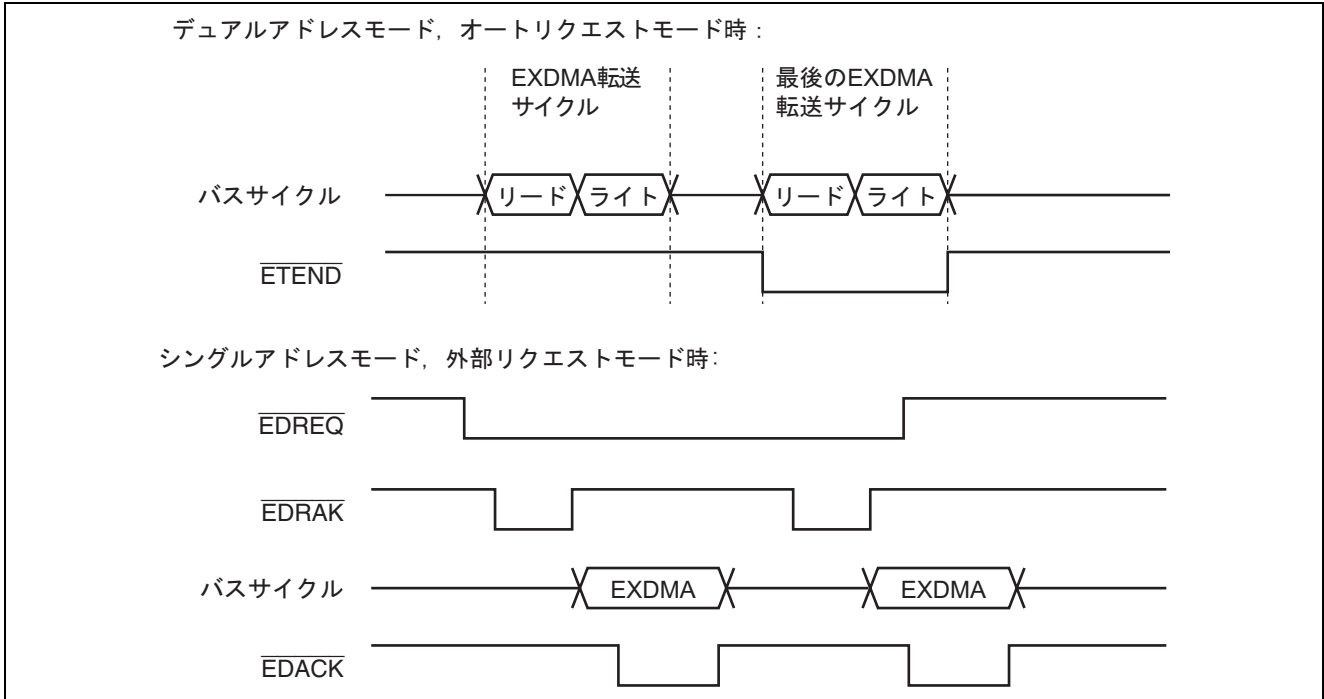 デュアルアドレスモード，オートリクエストモード時：
EXDMA転送
サイクル
最後のEXDMA
転送サイクル
バスサイクル
リード
ライト
リード
ライト
ETEND
シングルアドレスモード，外部リクエストモード時：
EDREQ
EDRAK
バスサイクル
EXDMA
EXDMA
EDACK